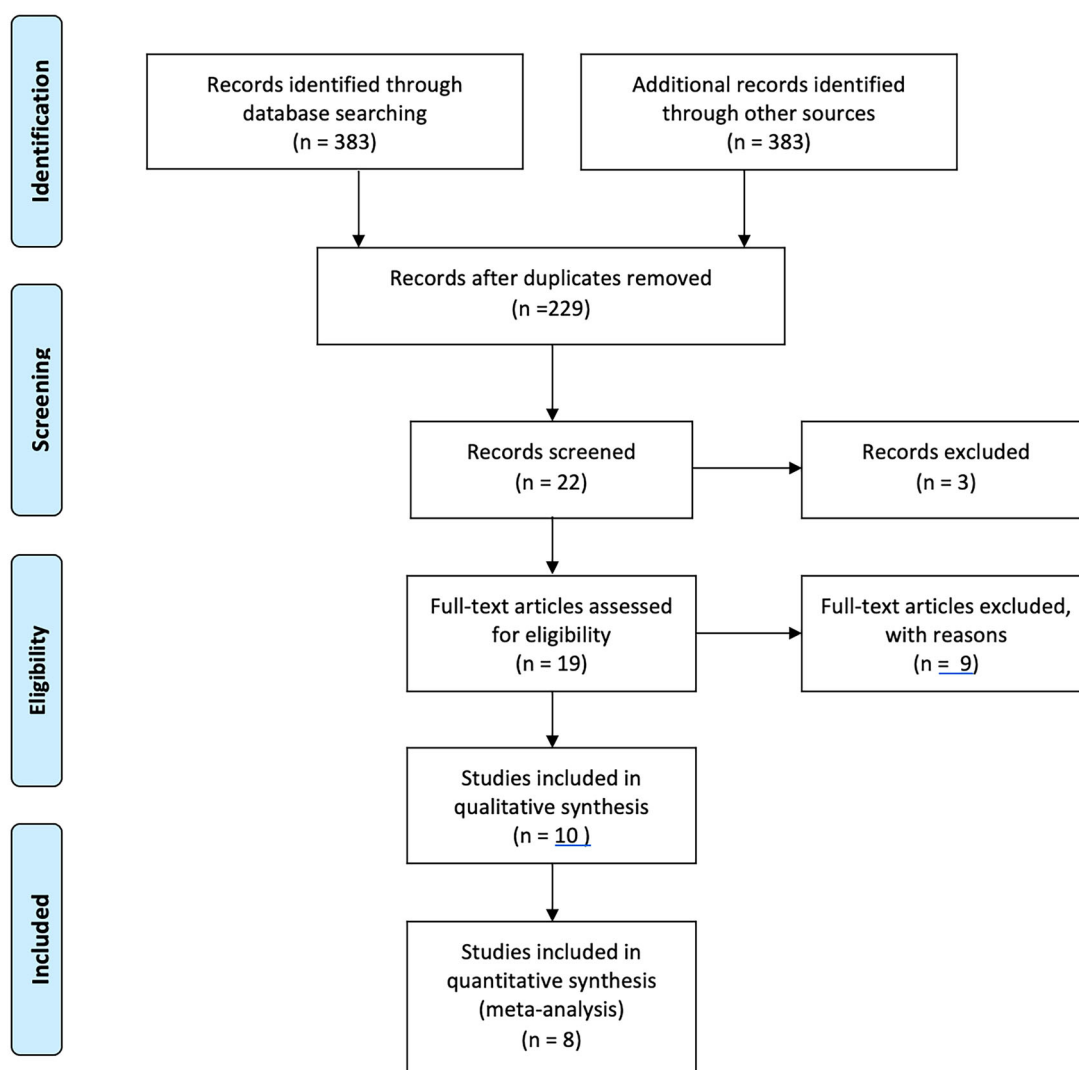 Identification
Records identified through
database searching
(n = 383)
Additional records identified
through other sources
(n = 383)
Records after duplicates removed
(n =229)
Screening
Records screened
(n = 22)
Records excluded
(n = 3)
Eligibility
Full-text articles assessed
for eligibility
(n = 19)
Full-text articles excluded,
with reasons
(n = 9)
Studies included in
qualitative synthesis
(n = 10 )
Included
Studies included in
quantitative synthesis
(meta-analysis)
(n = 8)